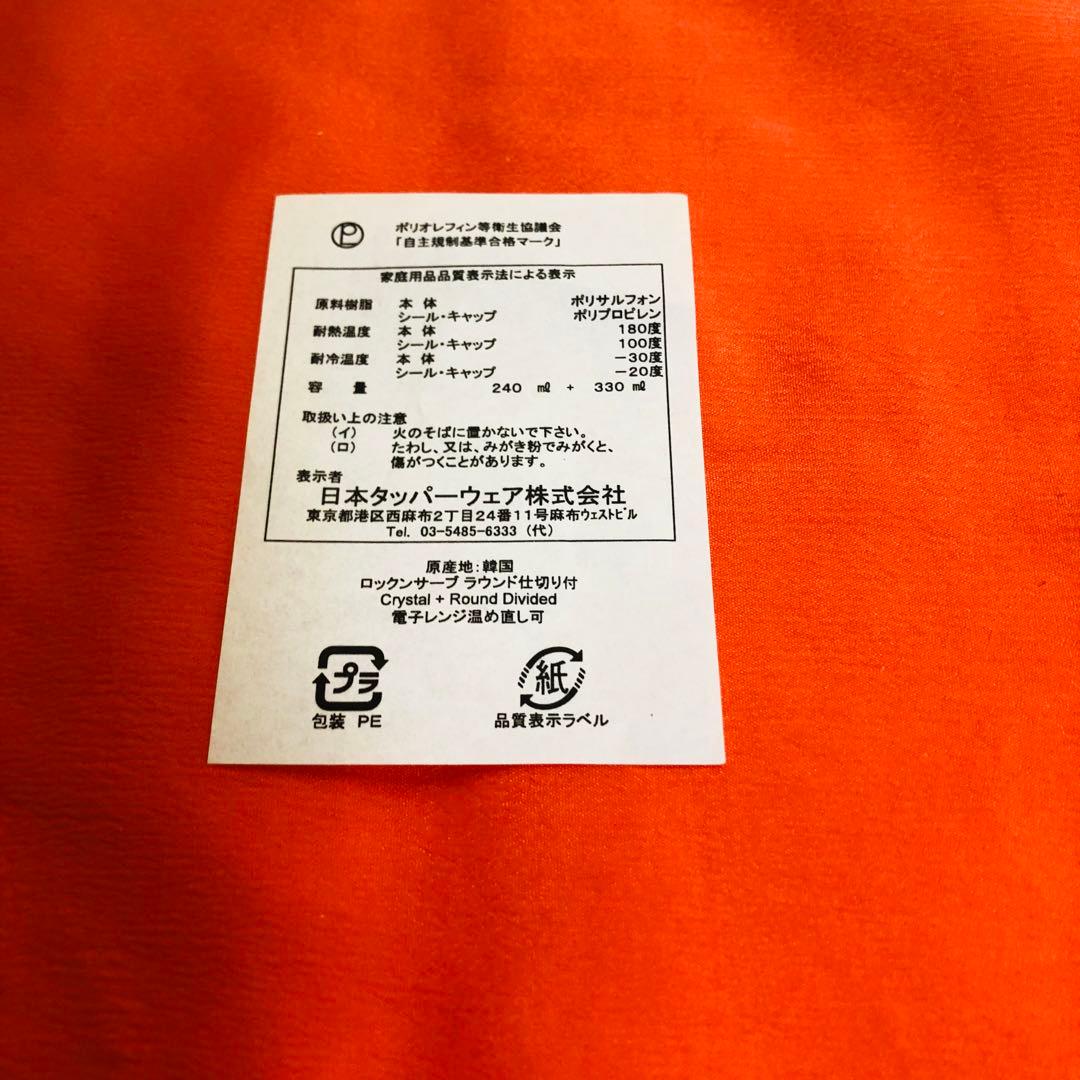 P ポリオレフィン等衛生協議会
「自主規制基準合格マーク」
家庭用品品質表示法による表示
原料樹脂 本 体 ポリサルフォン
シール・キャップ ポリプロピレン
耐熱温度 本 体 180度
シール・キャップ 100度
耐冷温度 本 体 －30度
シール・キャップ －20度
容 量 240 ㎖ + 330 ㎖
取扱い上の注意
(イ) 火のそばに置かないで下さい。
(ロ) たわし、又は、みがき粉でみがくと、
傷がつくことがあります。
表示者
日本タッパーウェア株式会社
東京都港区西麻布2丁目24番11号麻布ｳｪｽﾄﾋﾞﾙ
Tel. 03-5485-6333 (代)
原産地:韓国
ロックンサーブ ラウンド仕切り付
Crystal + Round Divided
電子レンジ温め直し可
プラ 紙
包装 PE 品質表示ラベル